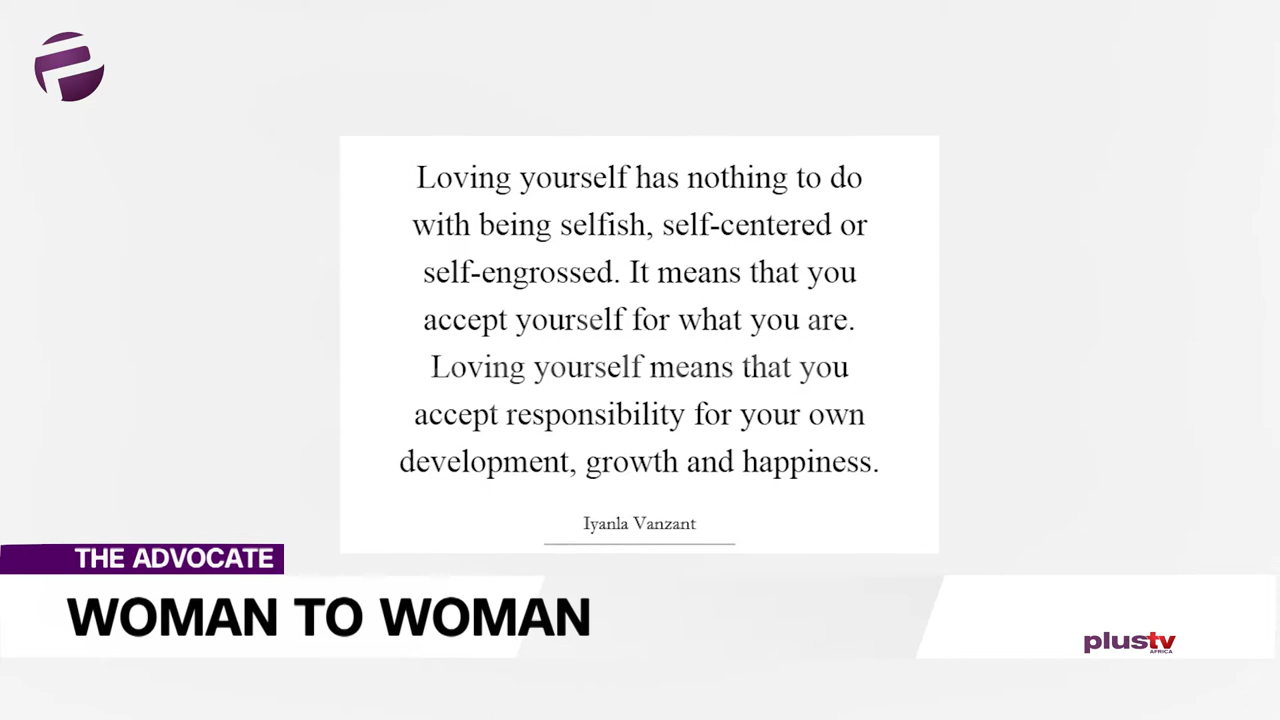 Loving yourself has nothing to do
with being selfish, self-centered or
self-engrossed. It means that you
accept yourself for what you are.
Loving yourself means that you
accept responsibility for your own
development, growth and happiness.
Iyanla Vanzant
THE ADVOCATE
WOMAN TO WOMAN
plustv
AFRICA